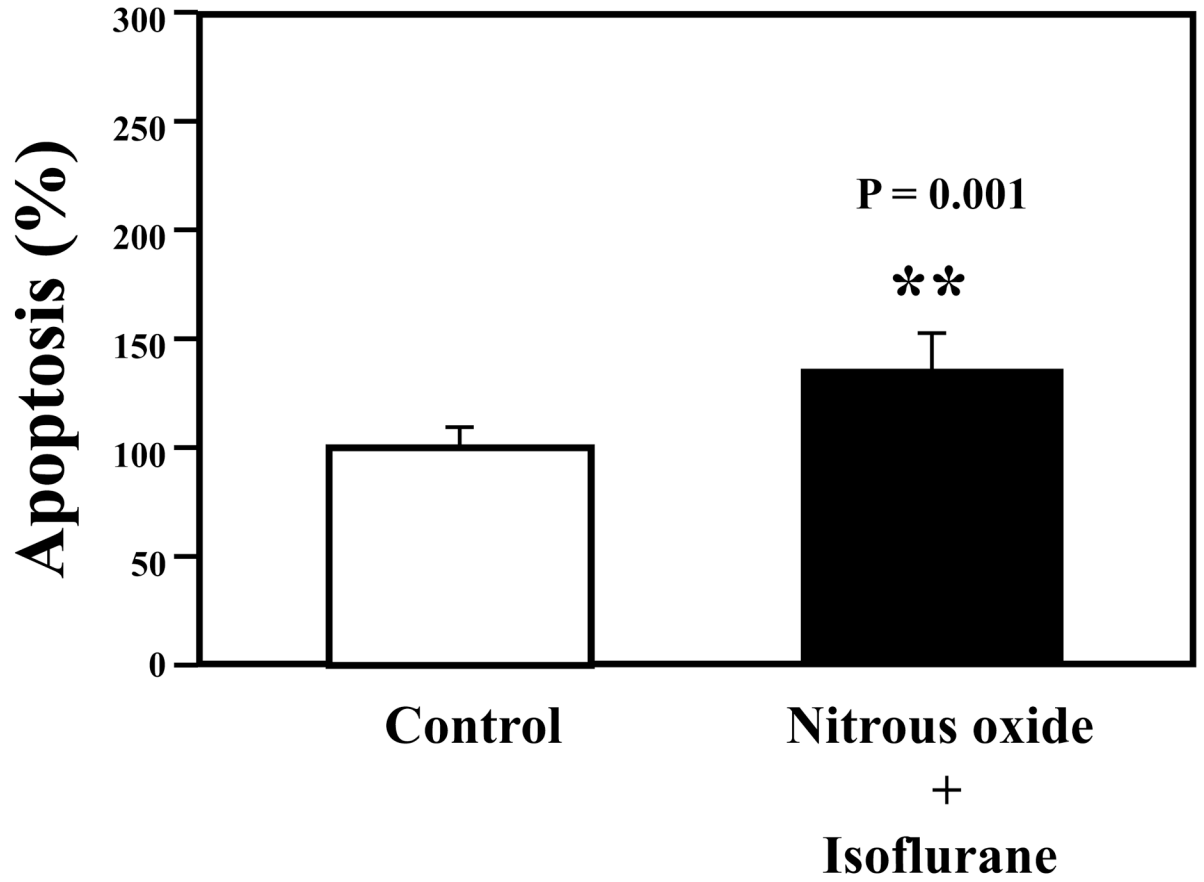 Apoptosis (%)
300
250
200
150
100
50
0
P = 0.001
**
Control
Nitrous oxide
+
Isoflurane